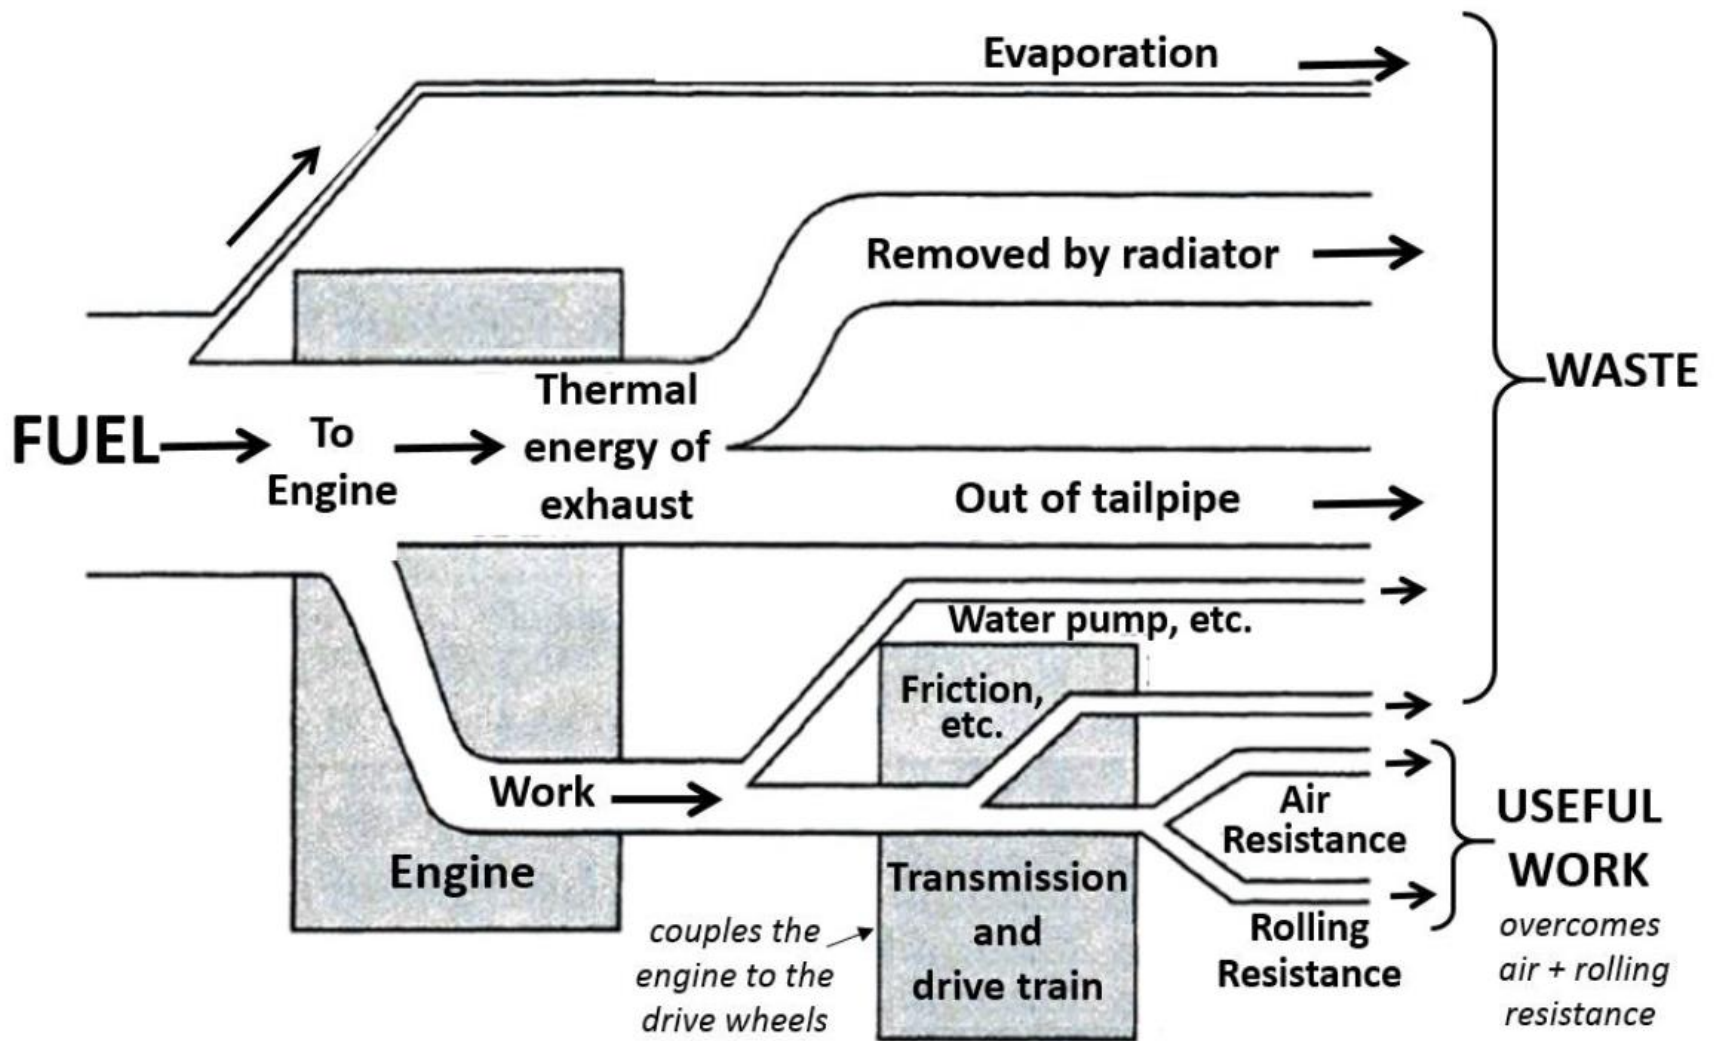 Evaporation
Removed by radiator
WASTE
FUEL
To
Engine
Thermal
energy of
exhaust
Out of tailpipe
Water pump, etc.
Friction,
etc.
Work
Air
Resistance
USEFUL
WORK
overcomes
air + rolling
resistance
Engine
Transmission
and
drive train
couples the
engine to the
drive wheels
Rolling
Resistance